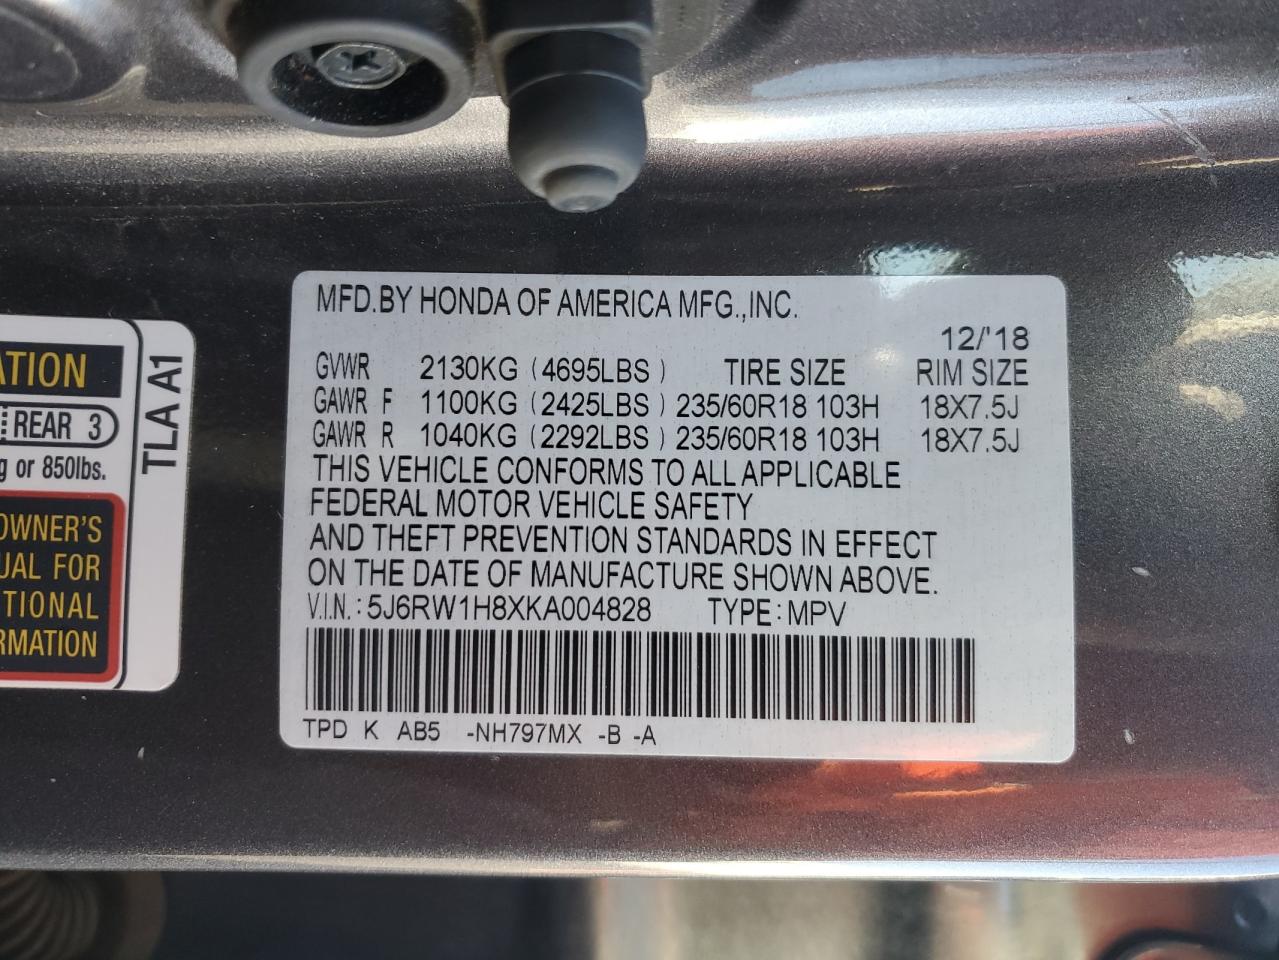 MFD.BY HONDA OF AMERICA MFG.,INC.
12/'18
GVWR 2130KG (4695LBS) TIRE SIZE RIM SIZE
GAWR F 1100KG (2425LBS) 235/60R18 103H 18X7.5J
GAWR R 1040KG (2292LBS) 235/60R18 103H 18X7.5J
THIS VEHICLE CONFORMS TO ALL APPLICABLE
FEDERAL MOTOR VEHICLE SAFETY
AND THEFT PREVENTION STANDARDS IN EFFECT
ON THE DATE OF MANUFACTURE SHOWN ABOVE.
V.I.N.: 5J6RW1H8XKA004828 TYPE:MPV
TPD K AB5 -NH797MX -B -A
ATION
REAR 3
g or 850lbs.
OWNER'S
UAL FOR
TIONAL
RMATION
TLA A1